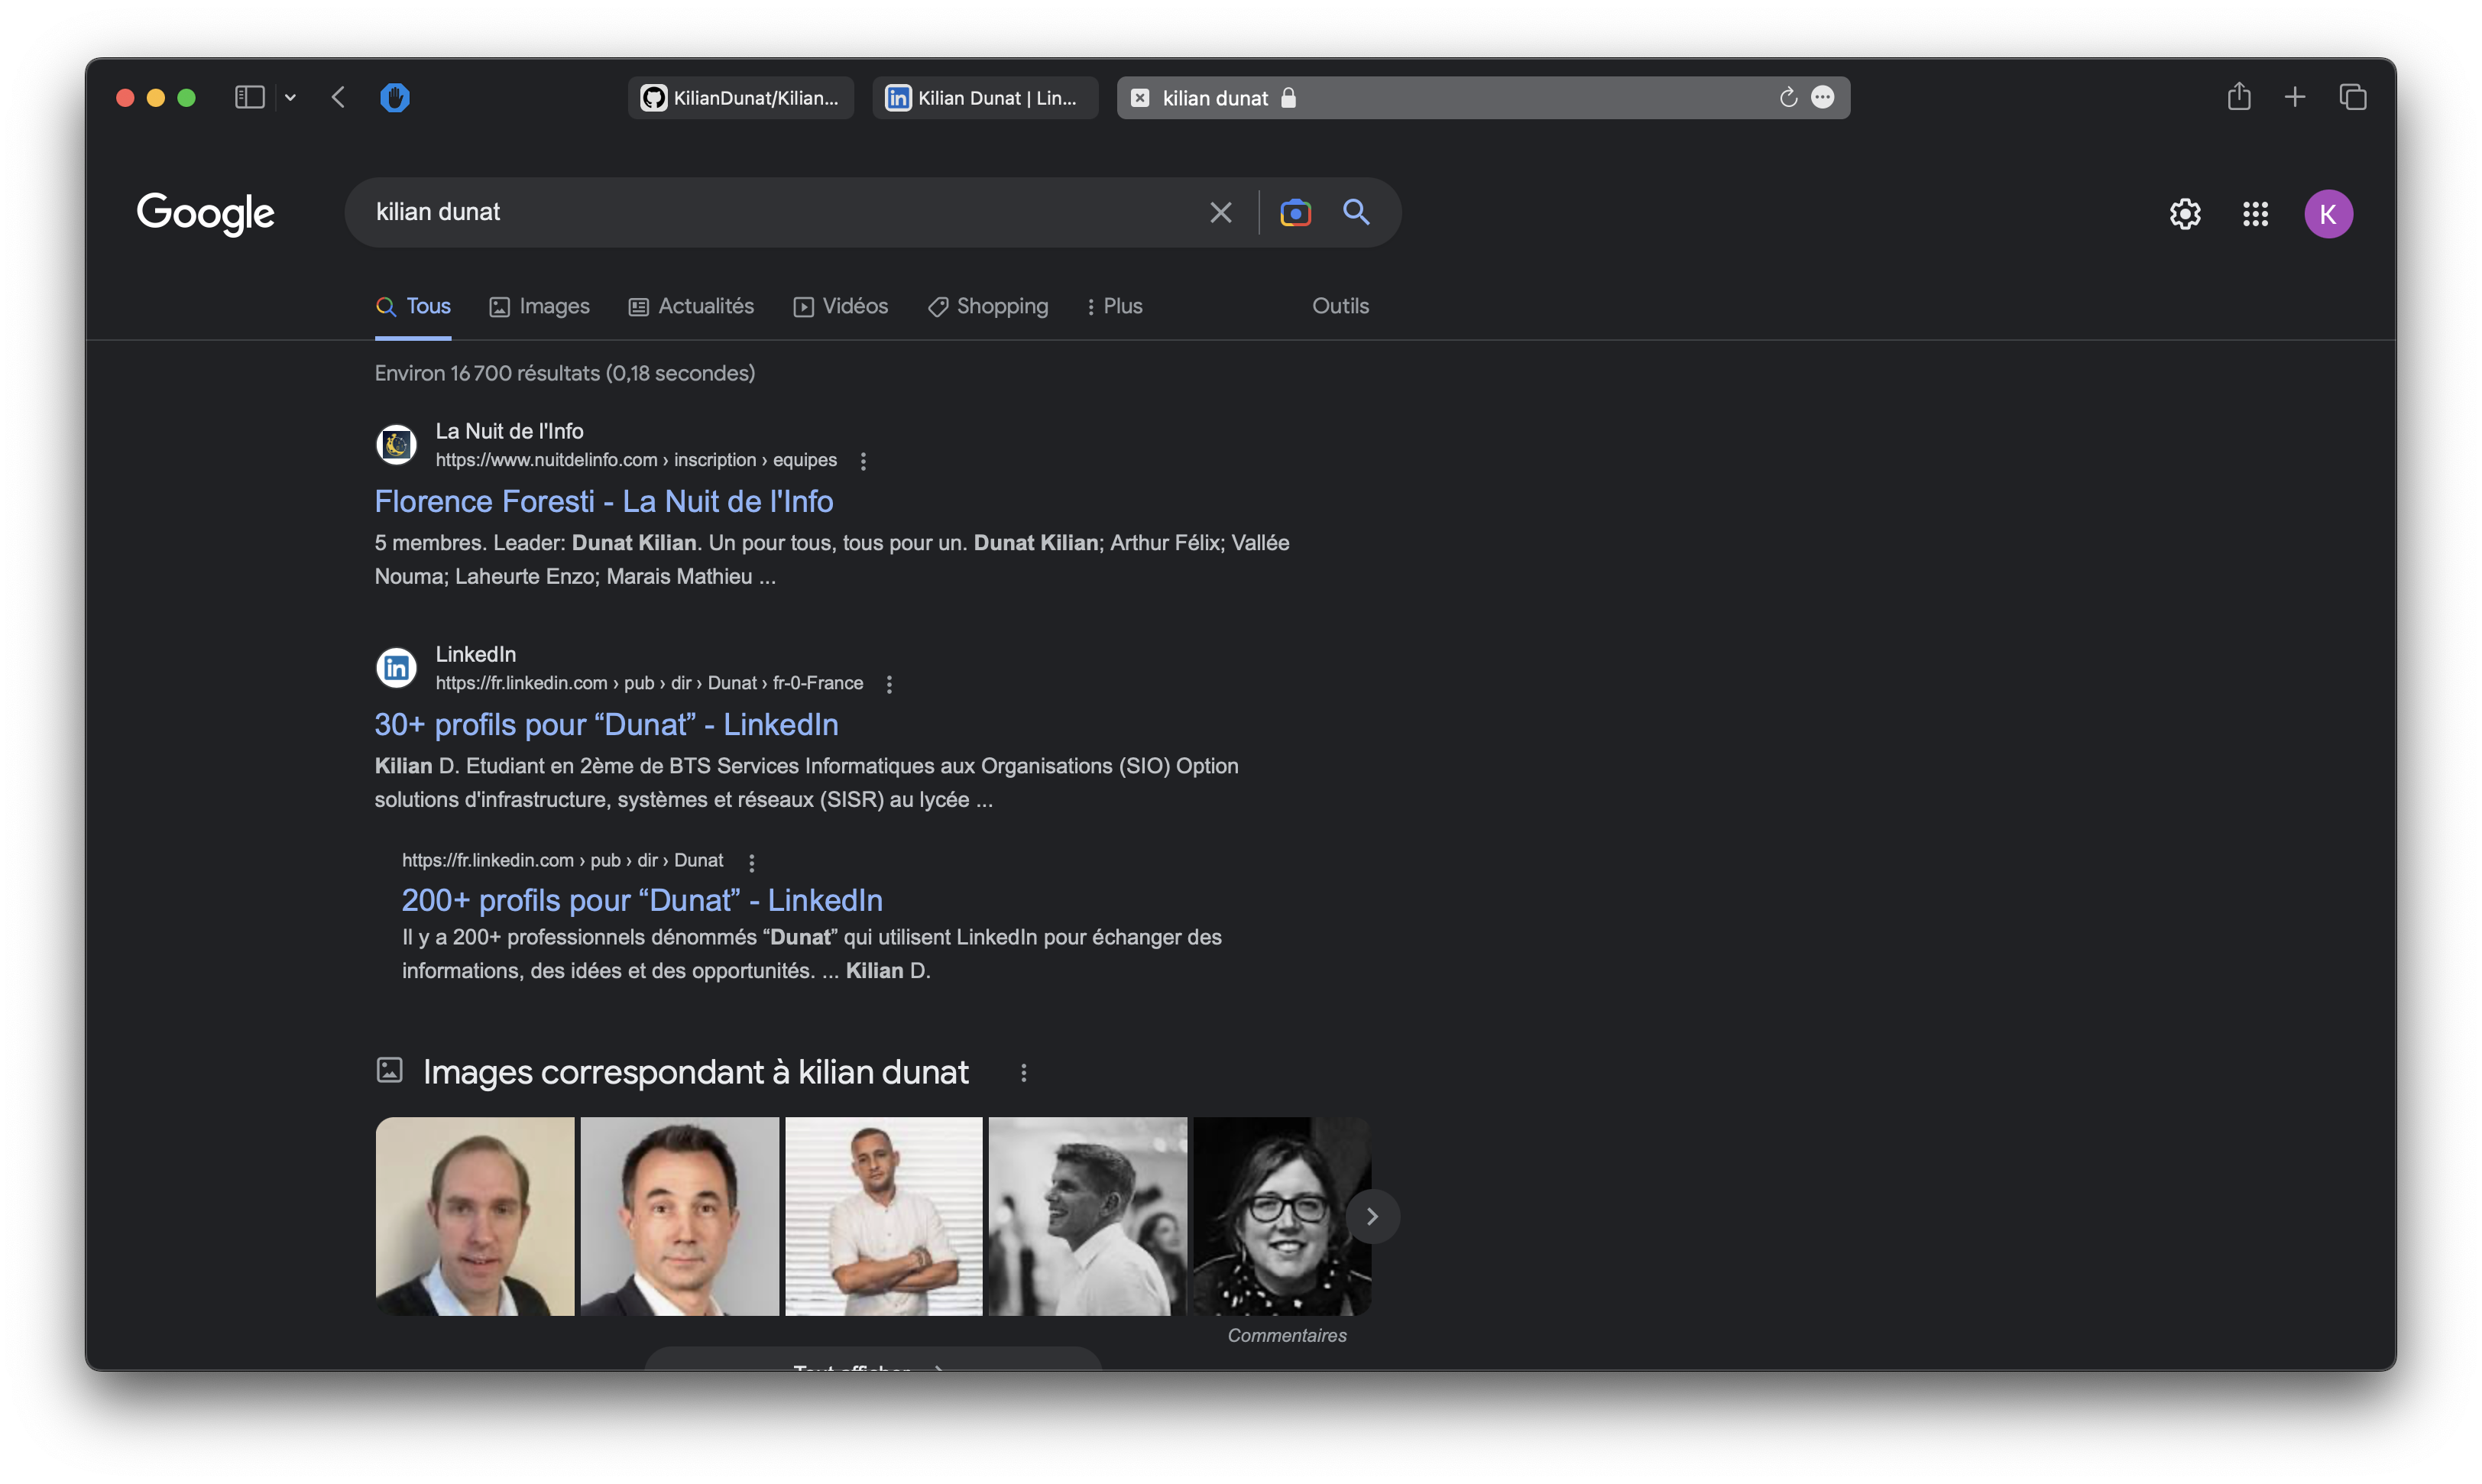 KilianDunat/Kilian...
Kilian Dunat | Lin...
kilian dunat
Google
kilian dunat
K
Tous
Images
Actualités
Vidéos
Shopping
Plus
Outils
Environ 16 700 résultats (0,18 secondes)
La Nuit de l'Info
https://www.nuitdelinfo.com › inscription › equipes
Florence Foresti - La Nuit de l'Info
5 membres. Leader: Dunat Kilian. Un pour tous, tous pour un. Dunat Kilian; Arthur Félix; Vallée
Nouma; Laheurte Enzo; Marais Mathieu ...
LinkedIn
https://fr.linkedin.com › pub › dir › Dunat › fr-0-France
30+ profils pour “Dunat” - LinkedIn
Kilian D. Etudiant en 2ème de BTS Services Informatiques aux Organisations (SIO) Option
solutions d'infrastructure, systèmes et réseaux (SISR) au lycée ...
https://fr.linkedin.com › pub › dir › Dunat
200+ profils pour “Dunat” - LinkedIn
Il y a 200+ professionnels dénommés “Dunat” qui utilisent LinkedIn pour échanger des
informations, des idées et des opportunités. ... Kilian D.
Images correspondant à kilian dunat
Commentaires
Tout afficher